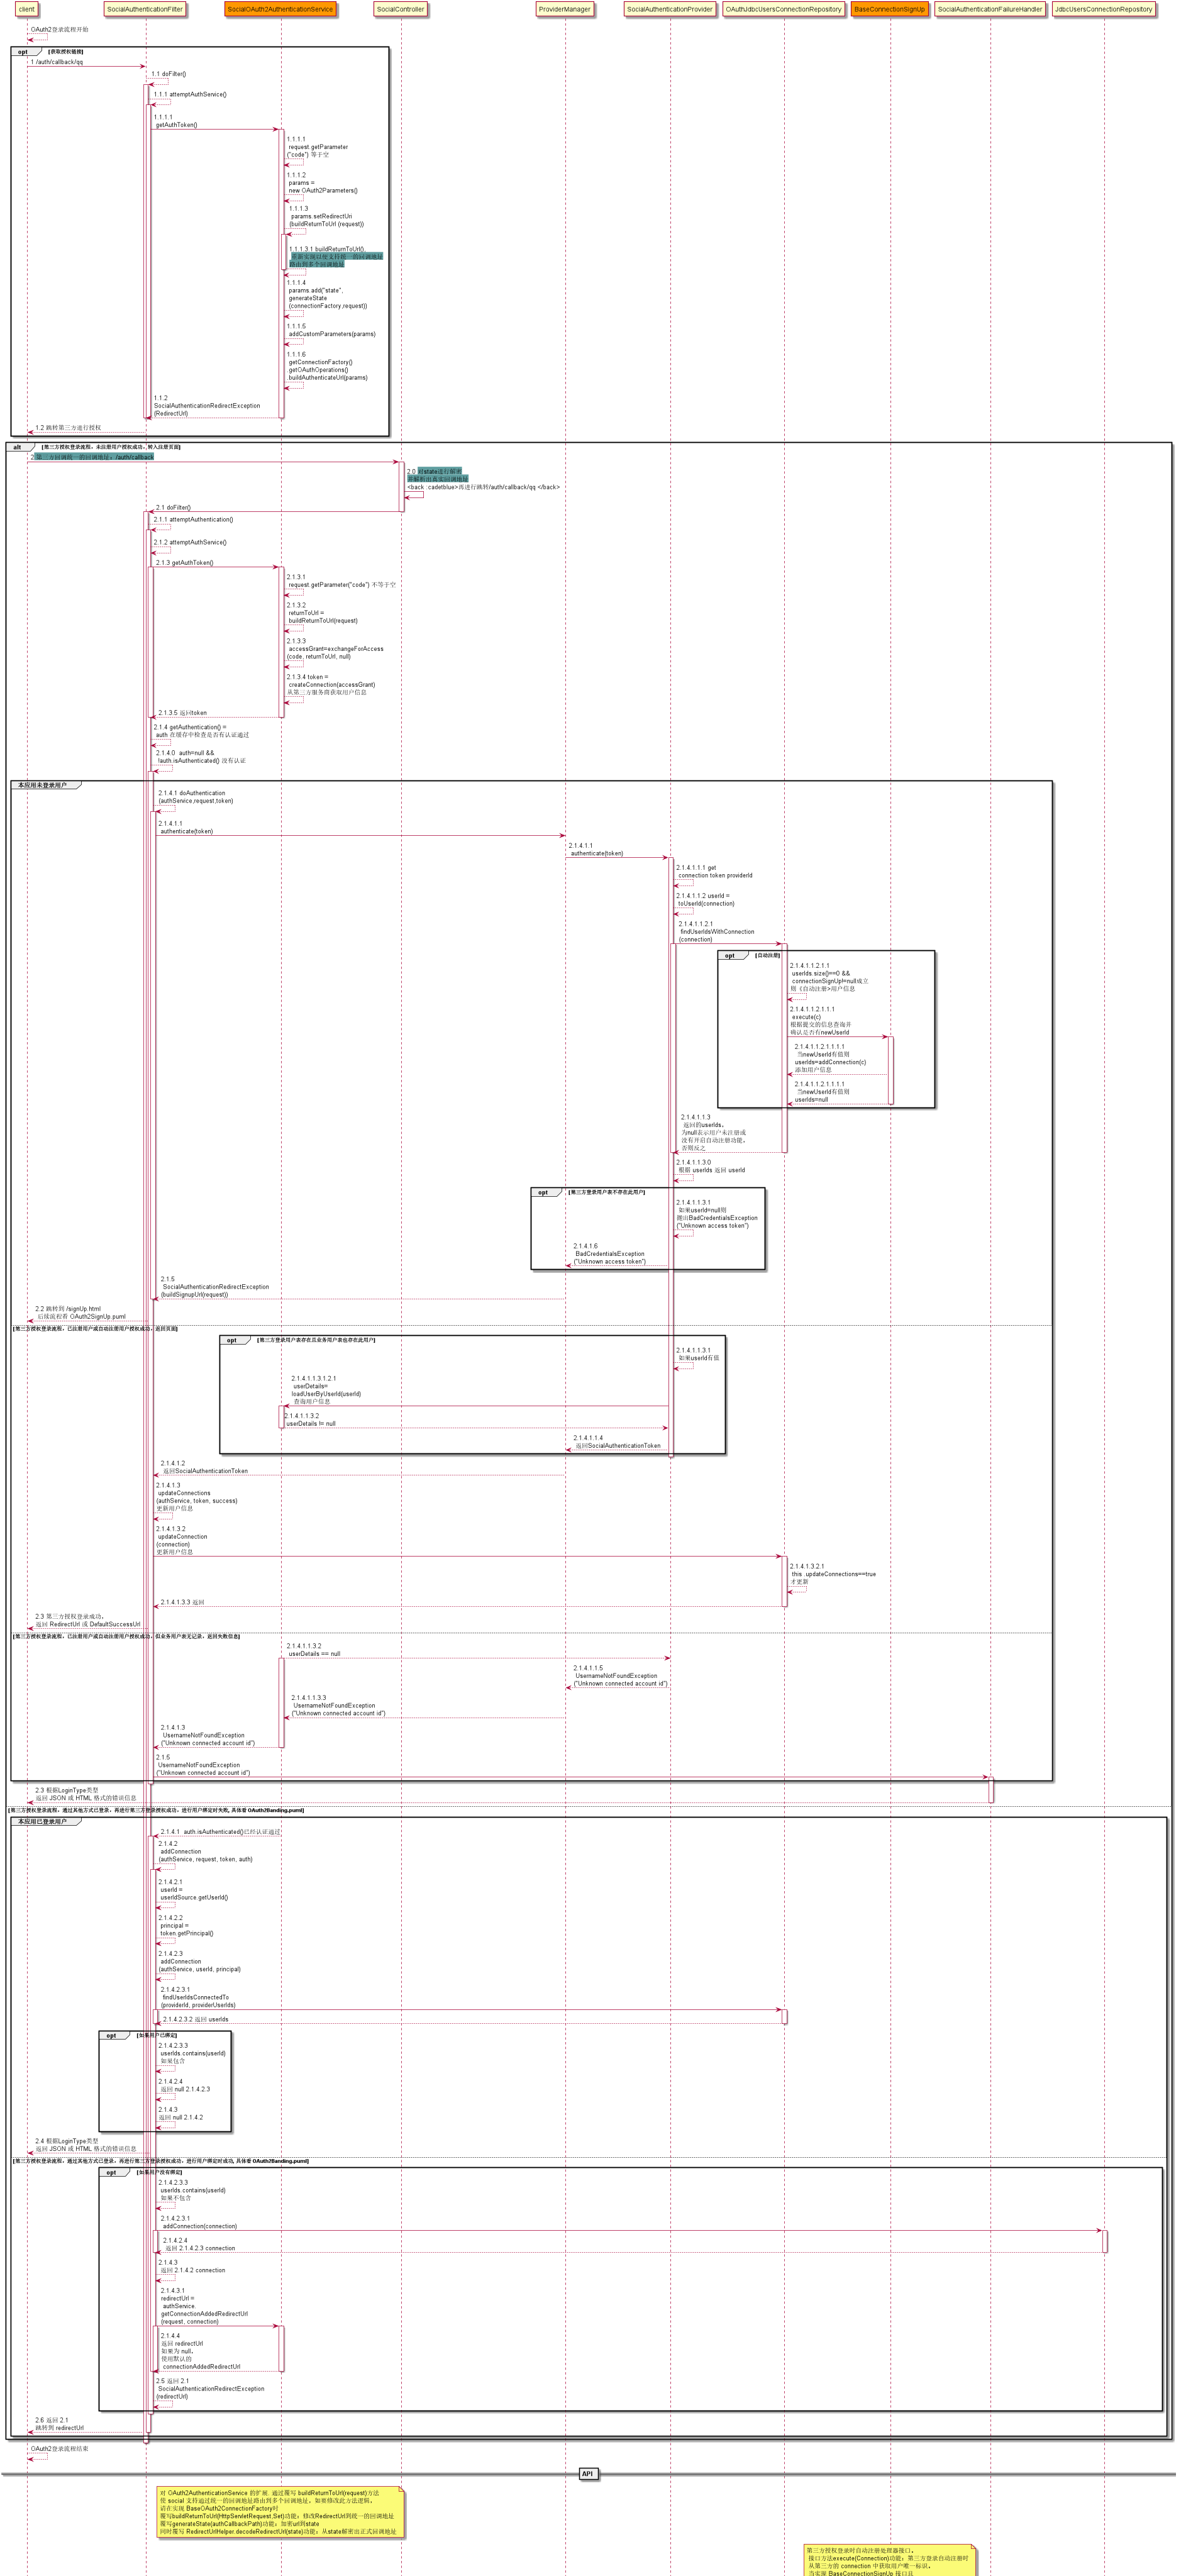 client
SocialAuthenticationFilter
SocialOAuth2AuthenticationService
SocialController
ProviderManager
SocialAuthenticationProvider
OAuthJdbcUsersConnectionRepository
BaseConnectionSignUp
SocialAuthenticationFailureHandler
JdbcUsersConnectionRepository
OAuth2登录流程开始
opt [获取授权链接]
1 /auth/callback/qq
1.1 doFilter()
1.1.1 attemptAuthService()
1.1.1.1
getAuthToken()
1.1.1.1
request.getParameter
("code") 等于空
1.1.1.2
params =
new OAuth2Parameters()
1.1.1.3
params.setRedirectUri
(buildReturnToUrl (request))
1.1.1.3.1 buildReturnToUrl(),
重新实现以便支持统一的回调地址
路由到多个回调地址
1.1.1.4
params.add("state",
generateState
(connectionFactory,request))
1.1.1.5
addCustomParameters(params)
1.1.1.6
getConnectionFactory()
getOAuthOperations()
buildAuthenticateUrl(params)
1.1.2
SocialAuthenticationRedirectException
(RedirectUrl)
1.2 跳转第三方进行授权
alt [第三方授权登录流程，未注册用户授权成功，转入注册页面]
2 第三方回调统一的回调地址：/auth/callback
2.0 对state进行解密
并解析出真实回调地址
<back :cadetblue>再进行跳转/auth/callback/qq </back>
2.1 doFilter()
2.1.1 attemptAuthentication()
2.1.2 attemptAuthService()
2.1.3 getAuthToken()
2.1.3.1
request.getParameter("code") 不等于空
2.1.3.2
returnToUrl =
buildReturnToUrl(request)
2.1.3.3
accessGrant=exchangeForAccess
(code, returnToUrl, null)
2.1.3.4 token =
createConnection(accessGrant)
从第三方服务商获取用户信息
2.1.3.5 返回token
2.1.4 getAuthentication() =
auth 在缓存中检查是否有认证通过
2.1.4.0 auth=null &&
!auth.isAuthenticated() 没有认证
本应用未登录用户
2.1.4.1 doAuthentication
(authService,request,token)
2.1.4.1.1
authenticate(token)
2.1.4.1.1
authenticate(token)
2.1.4.1.1.1 get
connection token providerId
2.1.4.1.1.2 userId =
toUserId(connection)
2.1.4.1.1.2.1
findUserIdsWithConnection
(connection)
opt [自动注册]
2.1.4.1.1.2.1.1
userIds.size()==0 &&
connectionSignUp!=null成立
则《自动注册>用户信息
2.1.4.1.1.2.1.1.1
execute(c)
根据提交的信息查询并
确认是否有newUserId
2.1.4.1.1.2.1.1.1.1
当newUserId有值则
userIds=addConnection(c)
添加用户信息
2.1.4.1.1.2.1.1.1.1
当newUserId有值则
userIds=null
2.1.4.1.1.3
返回的userIds，
为null表示用户未注册或
没有开启自动注册功能，
否则反之
2.1.4.1.1.3.0
根据 userIds 返回 userId
opt [第三方登录用户表不存在此用户]
2.1.4.1.1.3.1
如果userId=null则
抛出BadCredentialsException
("Unknown access token")
2.1.4.1.6
BadCredentialsException
("Unknown access token")
2.1.5
SocialAuthenticationRedirectException
(buildSignupUrl(request))
2.2 跳转到 /signUp.html
后续流程看 OAuth2SignUp.puml
[第三方授权登录流程，已注册用户或自动注册用户授权成功，返回页面]
opt [第三方登录用户表存在且业务用户表也存在此用户]
2.1.4.1.1.3.1
如果userId有值
2.1.4.1.1.3.1.2.1
userDetails=
loadUserByUserId(userId)
查询用户信息
2.1.4.1.1.3.2
userDetails != null
2.1.4.1.1.4
返回SocialAuthenticationToken
2.1.4.1.2
返回SocialAuthenticationToken
2.1.4.1.3
updateConnections
(authService, token, success)
更新用户信息
2.1.4.1.3.2
updateConnection
(connection)
更新用户信息
2.1.4.1.3.2.1
this .updateConnections==true
才更新
2.1.4.1.3.3 返回
2.3 第三方授权登录成功，
返回 RedirectUrl 或 DefaultSuccessUrl
[第三方授权登录流程，已注册用户或自动注册用户授权成功，但业务用户表无记录，返回失败信息]
2.1.4.1.1.3.2
userDetails == null
2.1.4.1.1.5
UsernameNotFoundException
("Unknown connected account id")
2.1.4.1.1.3.3
UsernameNotFoundException
("Unknown connected account id")
2.1.4.1.3
UsernameNotFoundException
("Unknown connected account id")
2.1.5
UsernameNotFoundException
("Unknown connected account id")
2.3 根据LoginType类型
返回 JSON 或 HTML 格式的错误信息
[第三方授权登录流程，通过其他方式已登录，再进行第三方登录授权成功，进行用户绑定时失败, 具体看 OAuth2Banding.puml]
本应用已登录用户
2.1.4.1 auth.isAuthenticated()已经认证通过
2.1.4.2
addConnection
(authService, request, token, auth)
2.1.4.2.1
userId =
userIdSource.getUserId()
2.1.4.2.2
principal =
token.getPrincipal()
2.1.4.2.3
addConnection
(authService, userId, principal)
2.1.4.2.3.1
findUserIdsConnectedTo
(providerId, providerUserIds)
2.1.4.2.3.2 返回 userIds
opt [如果用户已绑定]
2.1.4.2.3.3
userIds.contains(userId)
如果包含
2.1.4.2.4
返回 null 2.1.4.2.3
2.1.4.3
返回 null 2.1.4.2
2.4 根据LoginType类型
返回 JSON 或 HTML 格式的错误信息
[第三方授权登录流程，通过其他方式已登录，再进行第三方登录授权成功，进行用户绑定时成功, 具体看 OAuth2Banding.puml]
opt [如果用户没有绑定]
2.1.4.2.3.3
userIds.contains(userId)
如果不包含
2.1.4.2.3.1
addConnection(connection)
2.1.4.2.4
返回 2.1.4.2.3 connection
2.1.4.3
返回 2.1.4.2 connection
2.1.4.3.1
redirectUrl =
authService.
getConnectionAddedRedirectUrl
(request, connection)
2.1.4.4
返回 redirectUrl
如果为 null，
使用默认的
connectionAddedRedirectUrl
2.5 返回 2.1
SocialAuthenticationRedirectException
(redirectUrl)
2.6 返回 2.1
跳转到 redirectUrl
OAuth2登录流程结束
API
对 OAuth2AuthenticationService 的扩展, 通过覆写 buildReturnToUrl(request)方法
使 social 支持通过统一的回调地址路由到多个回调地址，如要修改此方法逻辑，
请在实现 BaseOAuth2ConnectionFactory时
覆写buildReturnToUrl(HttpServletRequest,Set)功能：修改RedirectUrl到统一的回调地址
覆写generateState(authCallbackPath)功能：加密url到state
同时覆写 RedirectUrlHelper.decodeRedirectUrl(state)功能：从state解密出正式回调地址
第三方授权登录时自动注册处理器接口。
接口方法execute(Connection)功能：第三方登录自动注册时
从第三方的 connection 中获取用户唯一标识。
当实现 BaseConnectionSignUp 接口且